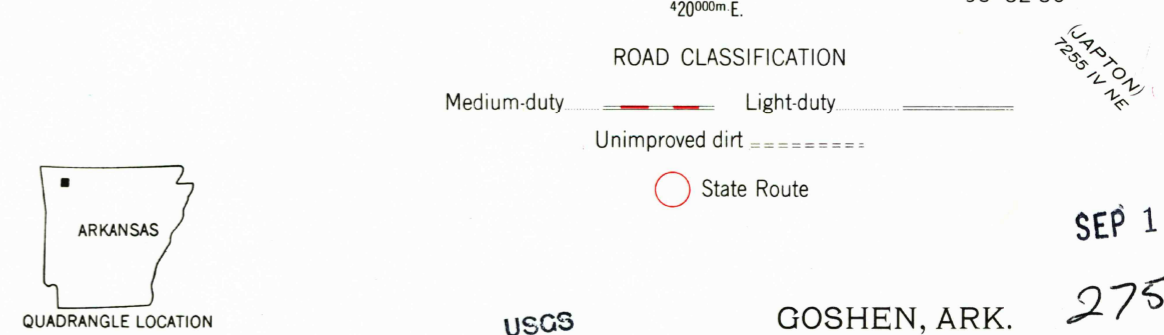 420000m.E.
ROAD CLASSIFICATION
Medium-duty Light-duty
Unimproved dirt
State Route
(JAPTON)
7255 IV NE
ARKANSAS
QUADRANGLE LOCATION
USGS
GOSHEN, ARK.
SEP 1
275